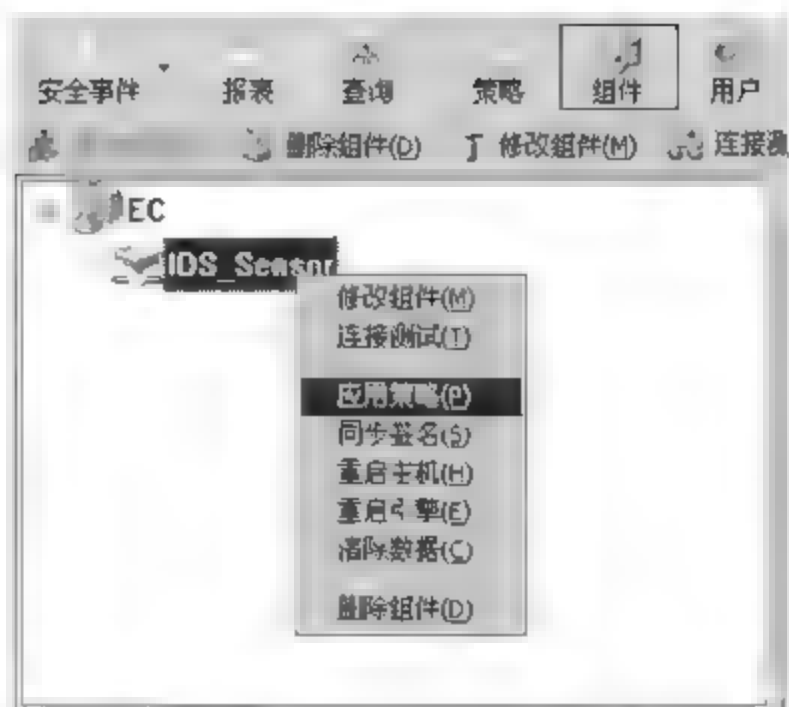 安全事件 报表 查询 策略 组件 用户
删除组件(D) 修改组件(M) 连接测
EC
IDS_Sensor
修改组件(M)
连接测试(T)
应用策略(P)
同步签名(S)
重启主机(H)
重启引擎(E)
清除数据(C)
删除组件(D)